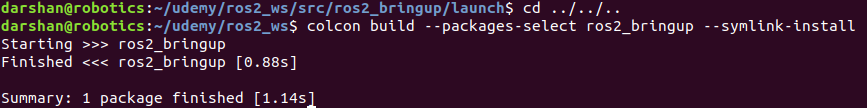 darshan@robotics:~/udemy/ros2_ws/src/ros2_bringup/launch$ cd ../../..
darshan@robotics:~/udemy/ros2_ws$ colcon build --packages-select ros2_bringup --symlink-install
Starting >>> ros2_bringup
Finished <<< ros2_bringup [0.88s]
Summary: 1 package finished [1.14s]